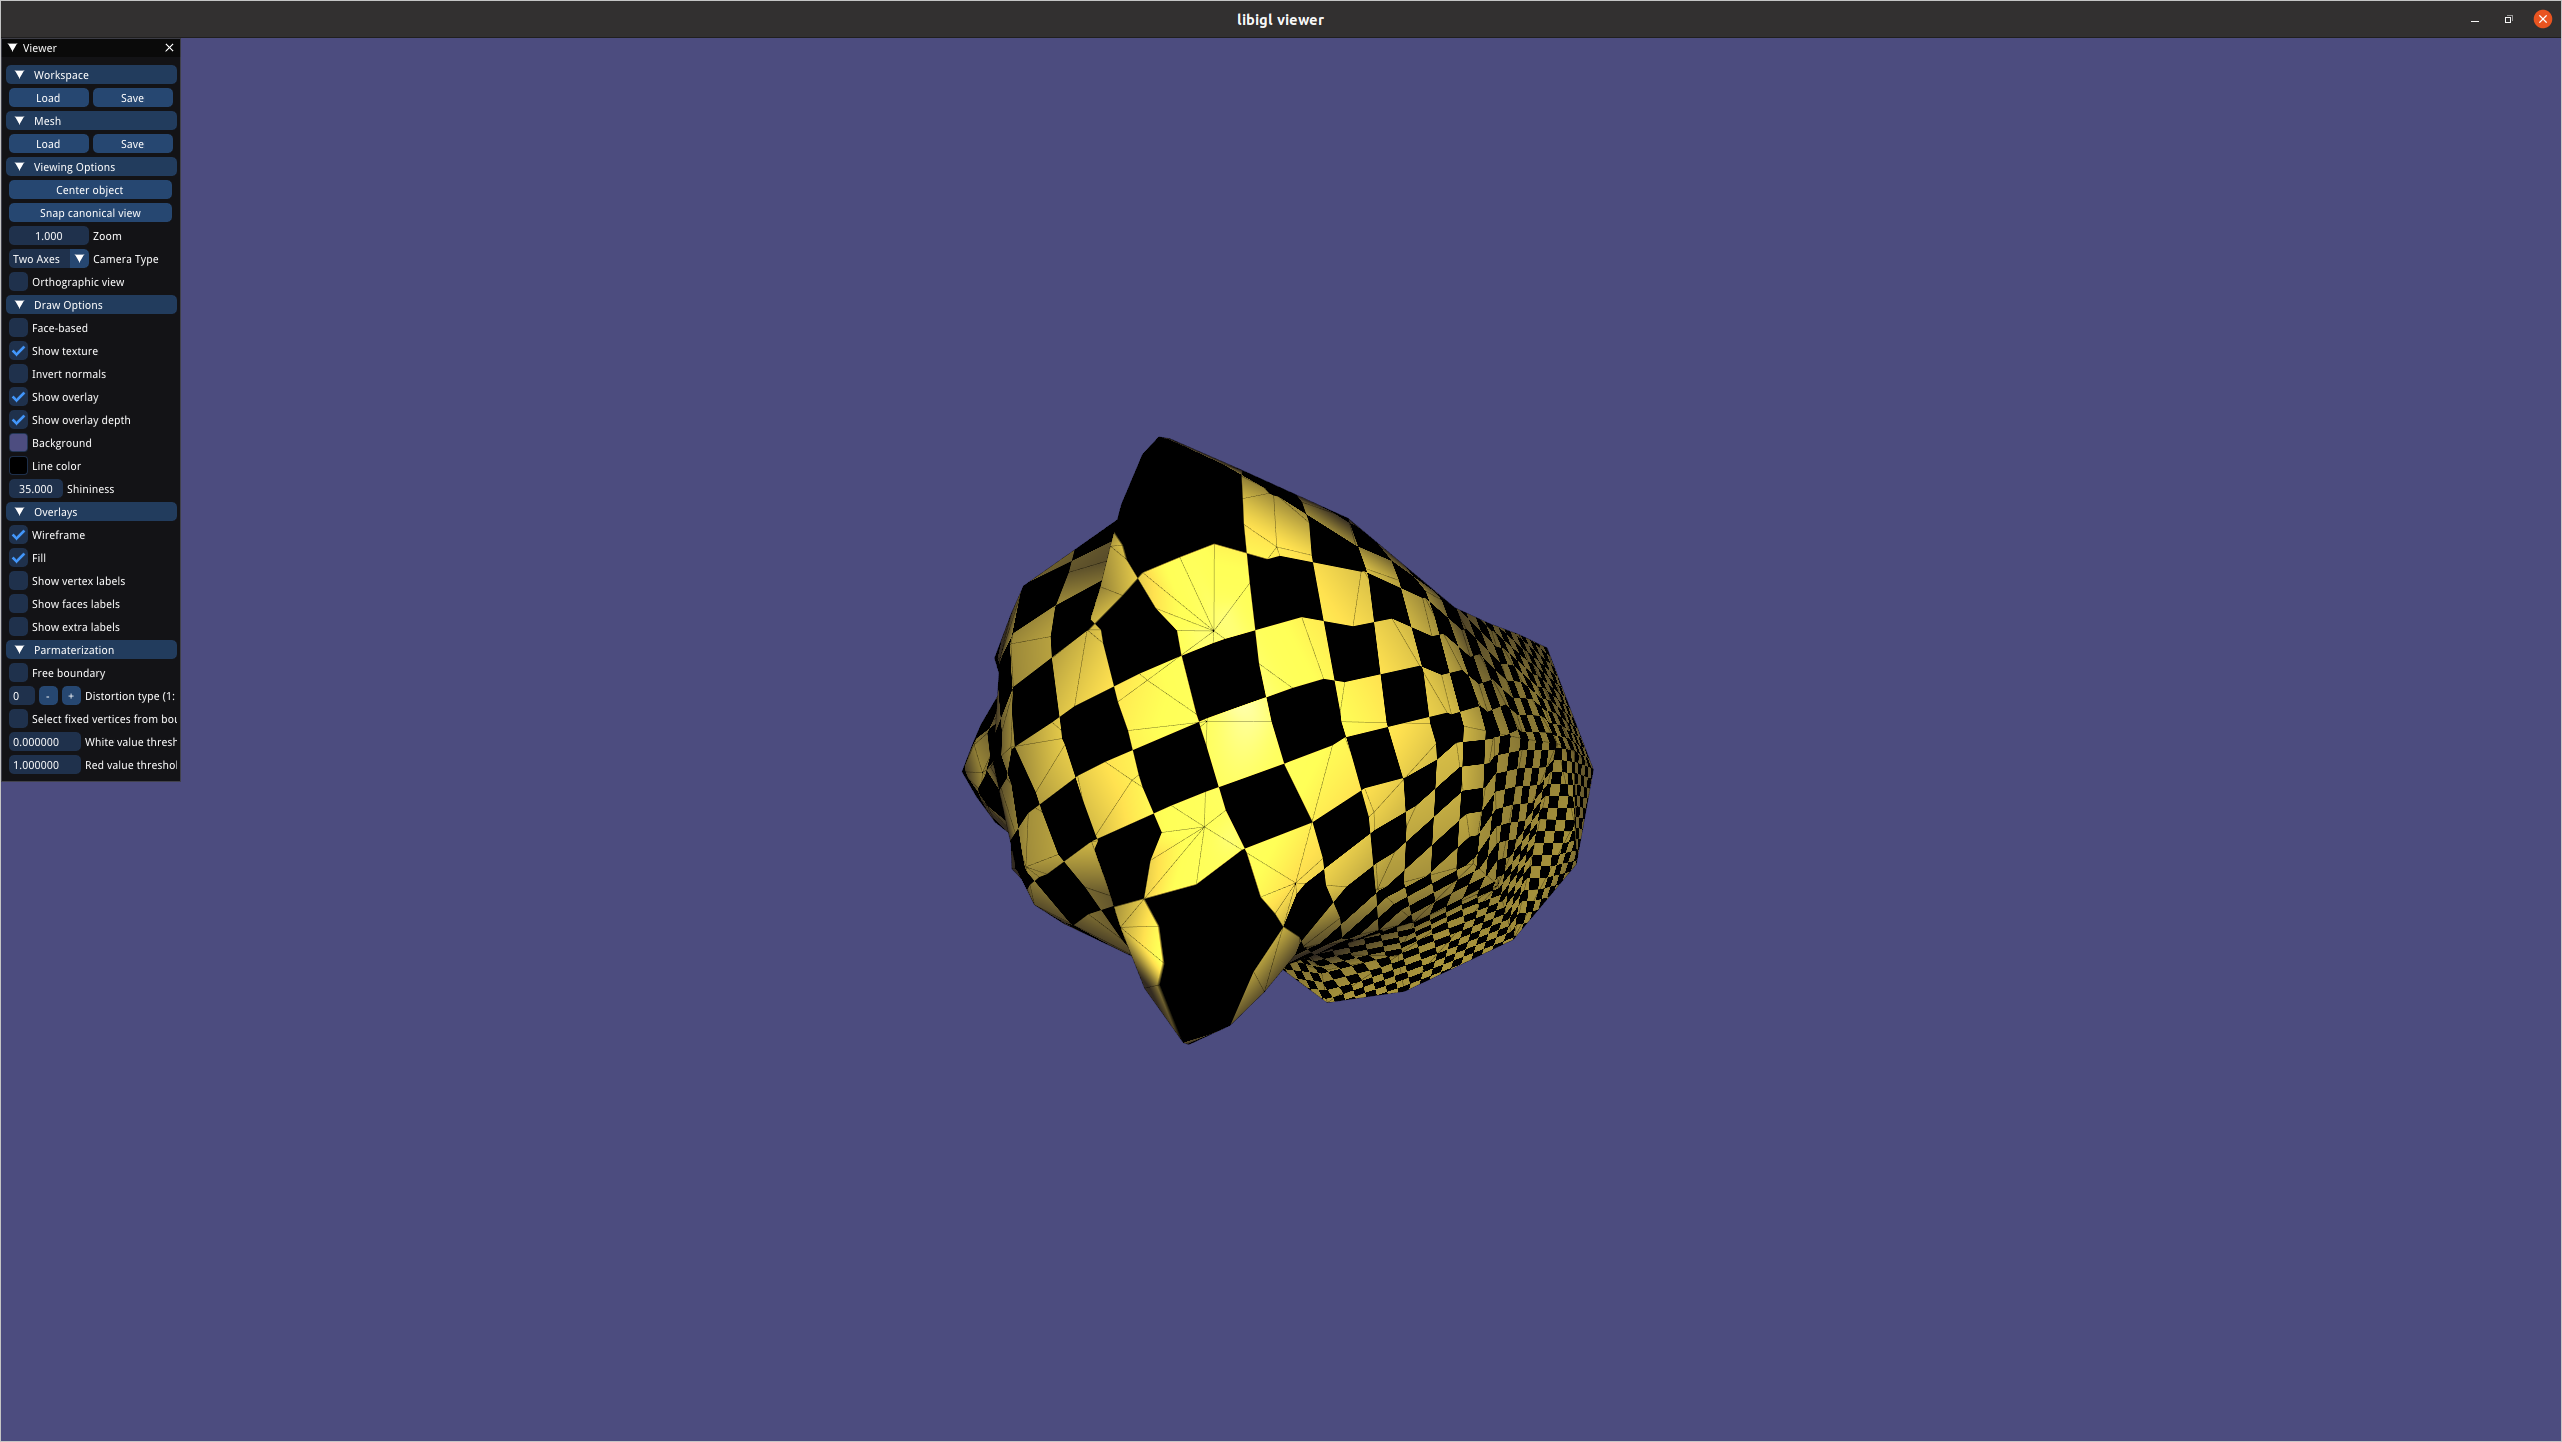 libigl viewer
Viewer
Workspace
Load Save
Mesh
Load Save
Viewing Options
Center object
Snap canonical view
1.000 Zoom
Two Axes Camera Type
Orthographic view
Draw Options
Face-based
Show texture
Invert normals
Show overlay
Show overlay depth
Background
Line color
35.000 Shininess
Overlays
Wireframe
Fill
Show vertex labels
Show faces labels
Show extra labels
Parmaterization
Free boundary
0 - + Distortion type (1:
Select fixed vertices from bou
0.000000 White value thresh
1.000000 Red value threshol